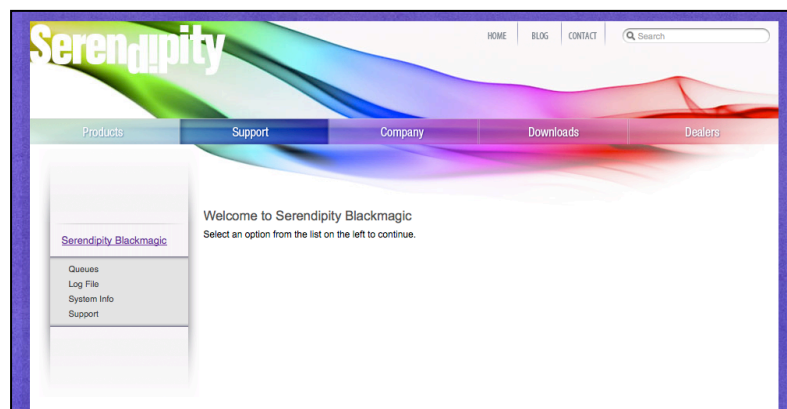 Serendipity
HOME BLOG CONTACT Search
Products Support Company Downloads Dealers
Welcome to Serendipity Blackmagic
Select an option from the list on the left to continue.
Serendipity Blackmagic
Queues
Log File
System Info
Support